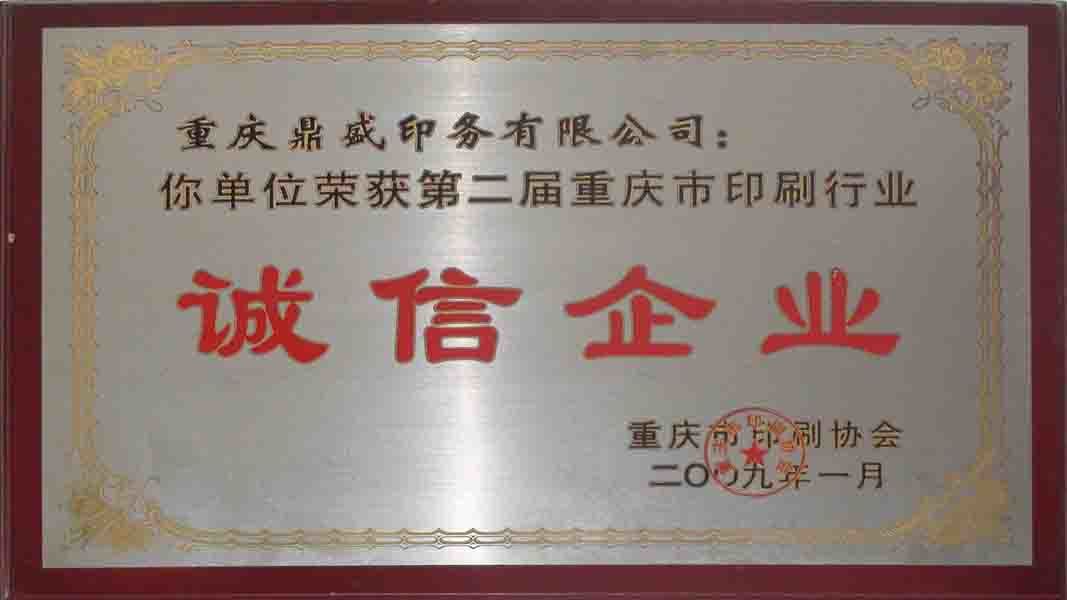 重庆鼎盛印务有限公司：
你单位荣获第二届重庆市印刷行业
诚信企业
重庆市印刷协会
二〇〇九年一月